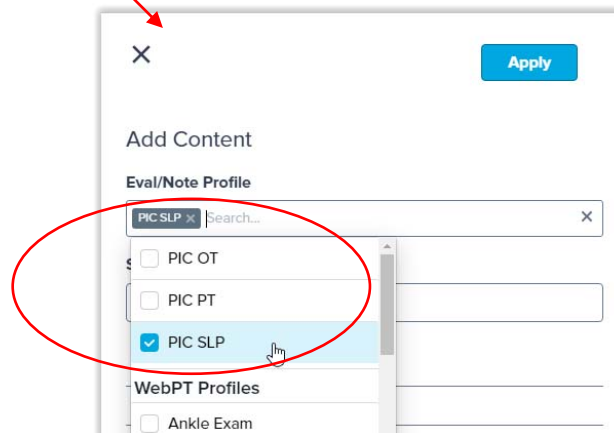 Apply
Add Content
Eval/Note Profile
PIC SLP × Search...
PIC OT
PIC PT
PIC SLP
WebPT Profiles
Ankle Exam